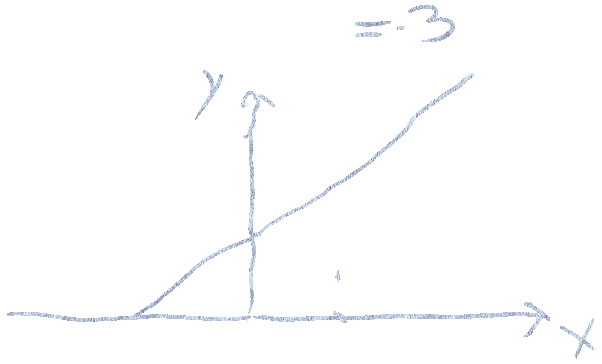 = -3
y
x